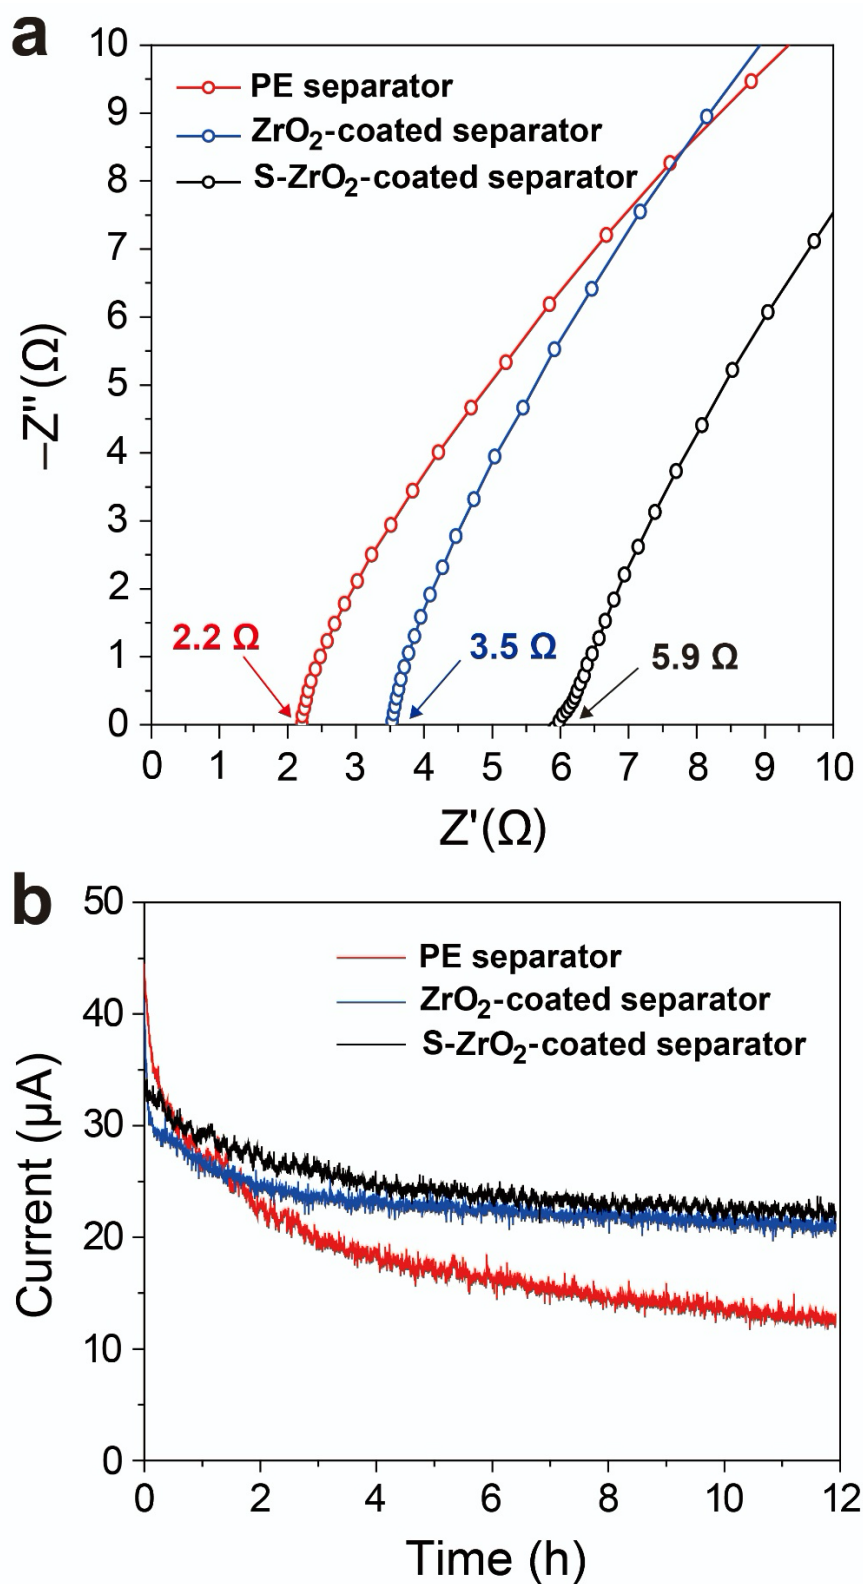 a
10
9
8
7
6
5
4
3
2
1
0
–Z"(Ω)
PE separator
ZrO₂-coated separator
S-ZrO₂-coated separator
2.2 Ω
3.5 Ω
5.9 Ω
0 1 2 3 4 5 6 7 8 9 10
Z'(Ω)
b
50
40
30
20
10
0
Current (μA)
PE separator
ZrO₂-coated separator
S-ZrO₂-coated separator
0 2 4 6 8 10 12
Time (h)